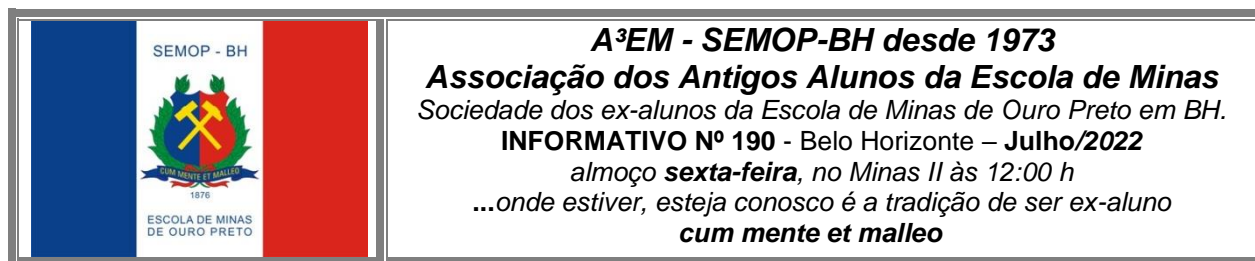 SEMOP - BH
CUM MENTE ET MALLEO
1876
ESCOLA DE MINAS
DE OURO PRETO
A³EM - SEMOP-BH desde 1973
Associação dos Antigos Alunos da Escola de Minas
Sociedade dos ex-alunos da Escola de Minas de Ouro Preto em BH.
INFORMATIVO Nº 190 - Belo Horizonte – Julho/2022
almoço sexta-feira, no Minas II às 12:00 h
...onde estiver, esteja conosco é a tradição de ser ex-aluno
cum mente et malleo